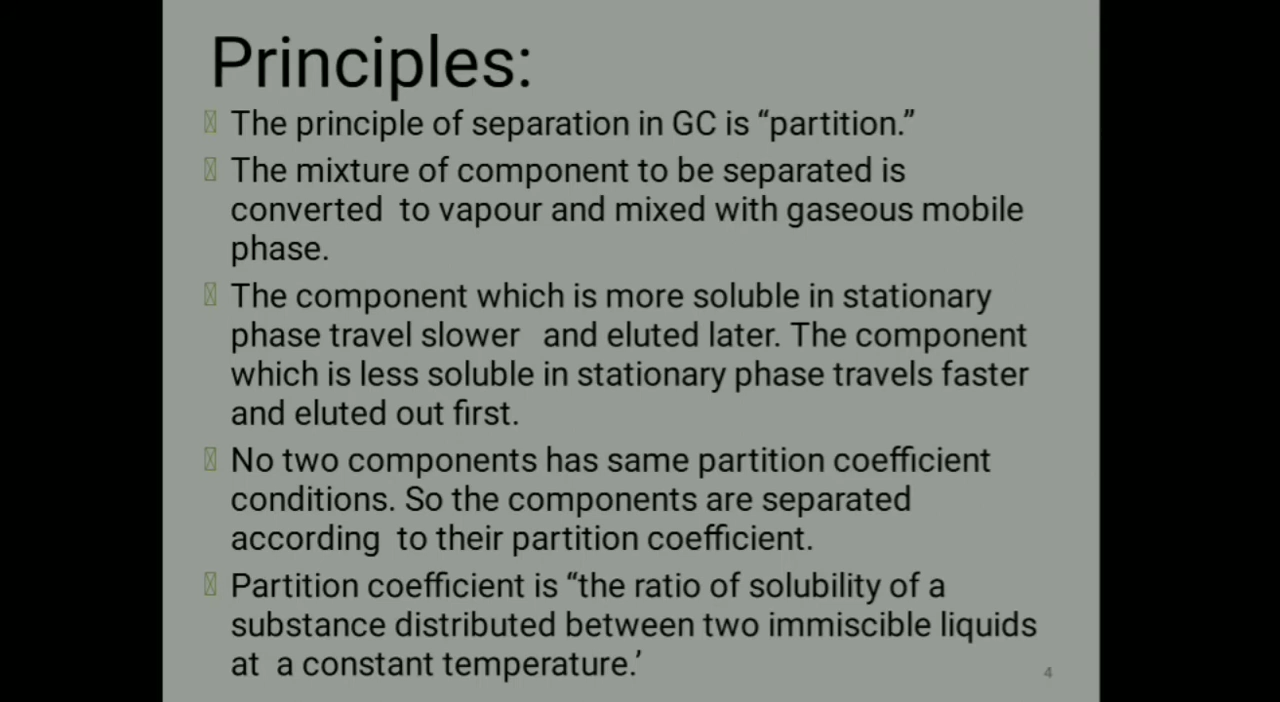 Principles:
The principle of separation in GC is “partition.”
The mixture of component to be separated is
converted  to vapour and mixed with gaseous mobile
phase.
The component which is more soluble in stationary
phase travel slower   and eluted later. The component
which is less soluble in stationary phase travels faster
and eluted out first.
No two components has same partition coefficient
conditions. So the components are separated
according  to their partition coefficient.
Partition coefficient is “the ratio of solubility of a
substance distributed between two immiscible liquids
at  a constant temperature.’
4